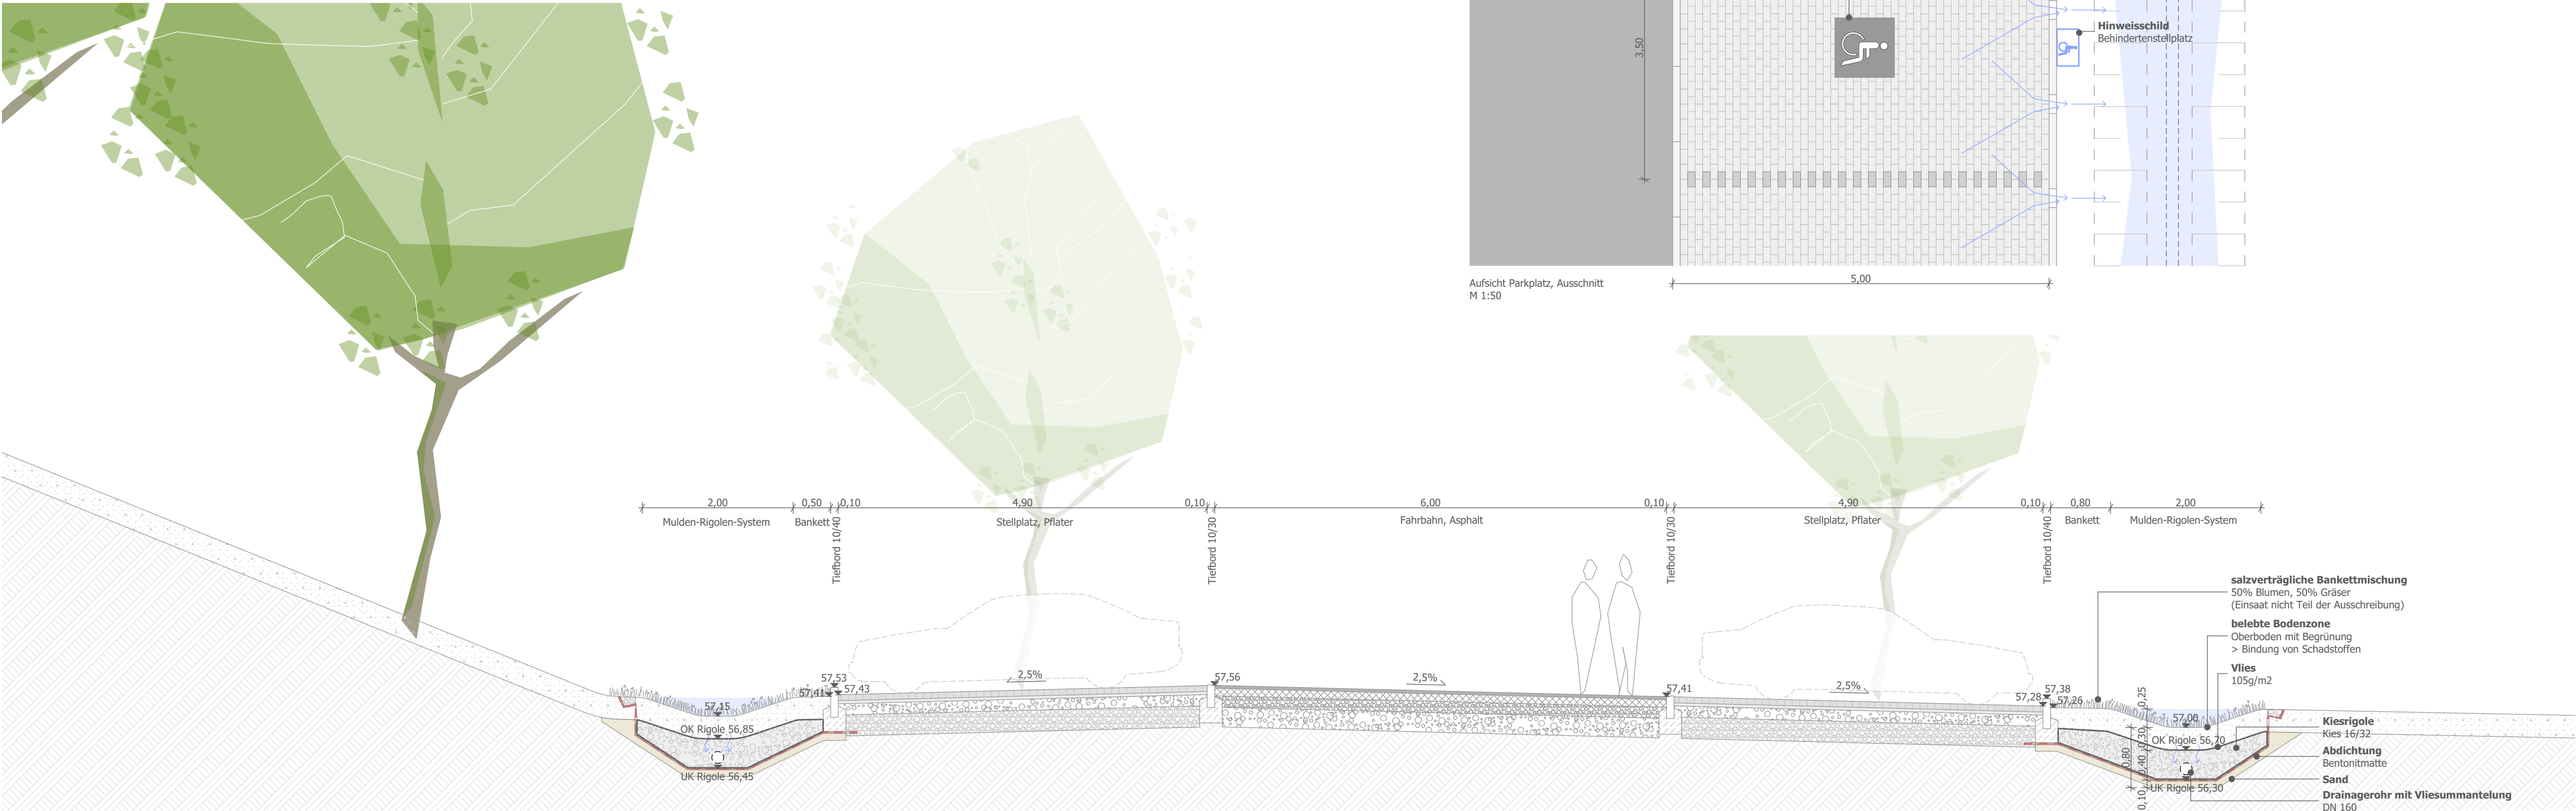 3,50
Hinweisschild
Behindertenstellplatz
5,00
Aufsicht Parkplatz, Ausschnitt
M 1:50
2,00
0,50
0,10
4,90
0,10
6,00
0,10
4,90
0,10
0,80
2,00
Mulden-Rigolen-System
Bankett
Tiefbord 10/40
Stellplatz, Pflater
Tiefbord 10/30
Fahrbahn, Asphalt
Tiefbord 10/30
Stellplatz, Pflater
Tiefbord 10/40
Bankett
Mulden-Rigolen-System
salzverträgliche Bankettmischung
50% Blumen, 50% Gräser
(Einsaat nicht Teil der Ausschreibung)
belebte Bodenzone
Oberboden mit Begrünung
> Bindung von Schadstoffen
Vlies
105g/m2
57,53
57,41
57,43
2,5%
57,56
2,5%
57,41
2,5%
57,28
57,38
57,26
0,25
57,15
OK Rigole 56,85
UK Rigole 56,45
57,00
OK Rigole 56,70
0,30
0,80
0,40
UK Rigole 56,30
0,10
Kiesrigole
Kies 16/32
Abdichtung
Bentonitmatte
Sand
Drainagerohr mit Vliesummantelung
DN 160